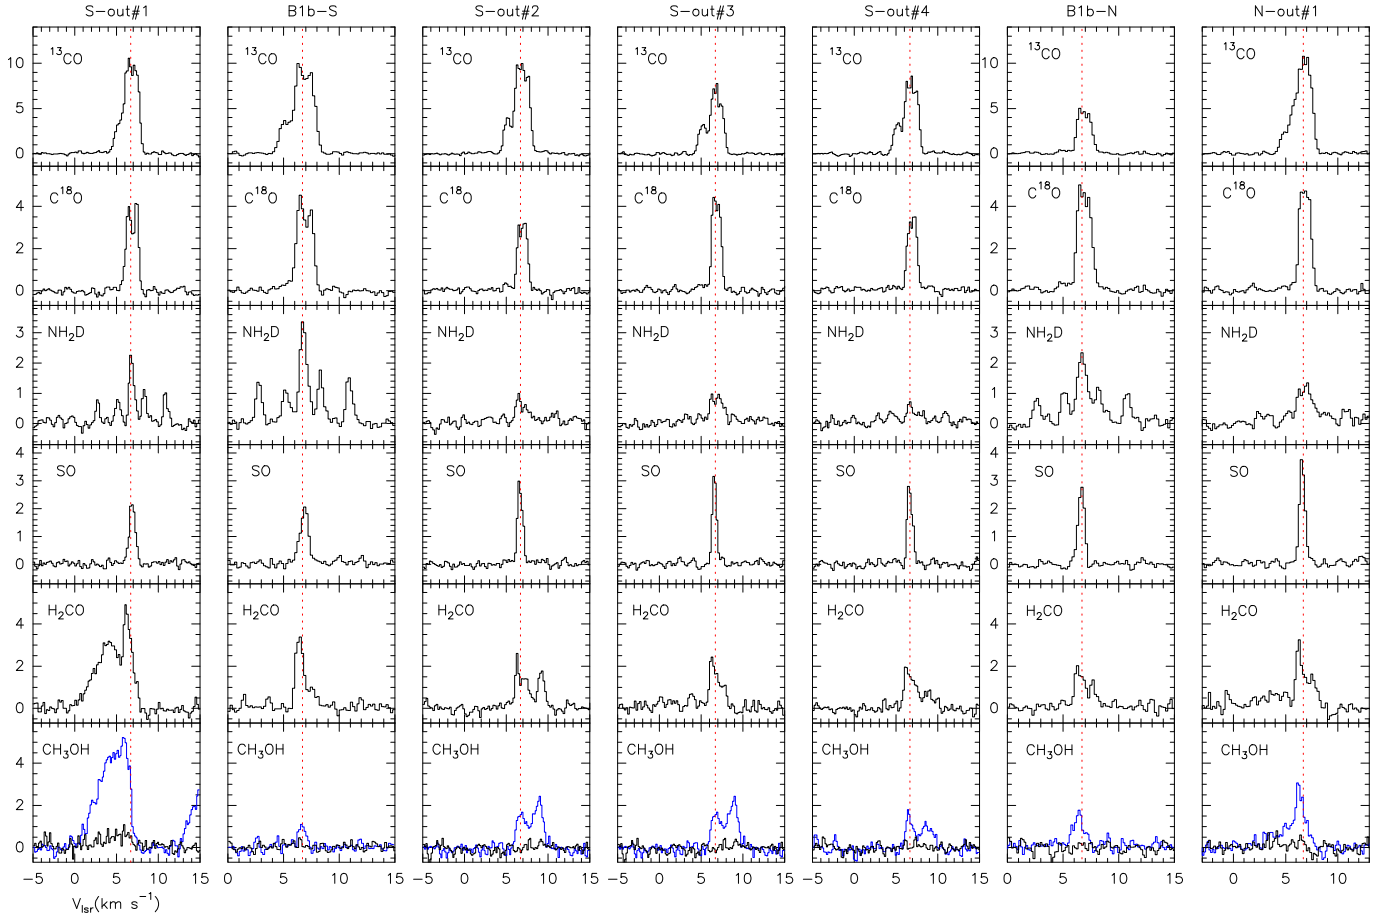 S-out#1 B1b-S S-out#2 S-out#3 S-out#4 B1b-N N-out#1
10 ¹³CO ¹³CO ¹³CO ¹³CO ¹³CO 10 ¹³CO ¹³CO
5 5
0 0
4 C¹⁸O C¹⁸O C¹⁸O C¹⁸O C¹⁸O 4 C¹⁸O C¹⁸O
2 2
0 0
3 NH₂D NH₂D NH₂D NH₂D NH₂D 3 NH₂D NH₂D
2 2
1 1
0 0
4 SO SO SO SO SO 4 SO SO
3 3
2 2
1 1
0 0
4 H₂CO H₂CO H₂CO H₂CO H₂CO 4 H₂CO H₂CO
2 2
0 0
4 CH₃OH CH₃OH CH₃OH CH₃OH CH₃OH 4 CH₃OH CH₃OH
2 2
0 0
−5 0 5 10 15 0 5 10 15 −5 0 5 10 15 −5 0 5 10 15 −5 0 5 10 15 0 5 10 15 0 5 10
V_lsr(km s⁻¹)